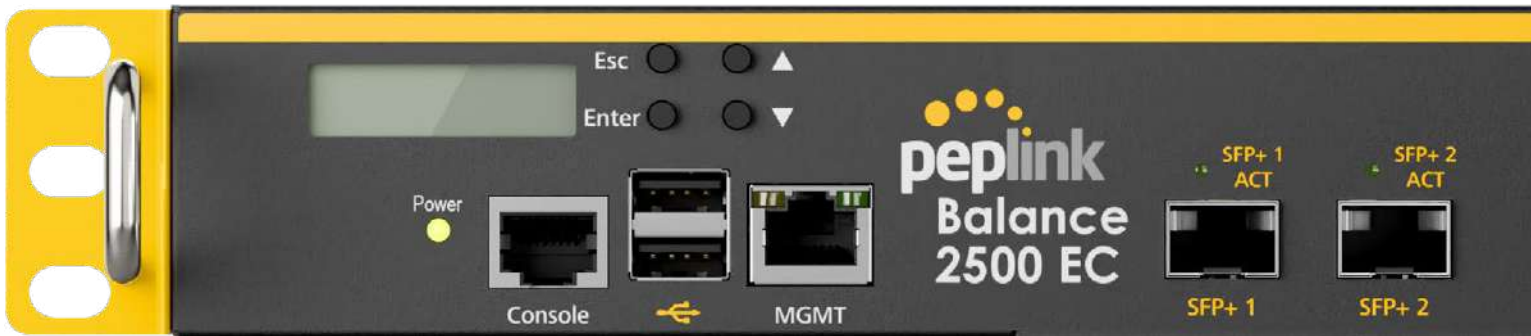 Esc
▲
Enter
▼
peplink
Balance
2500 EC
SFP+ 1
ACT
SFP+ 2
ACT
Power
Console
MGMT
SFP+ 1
SFP+ 2